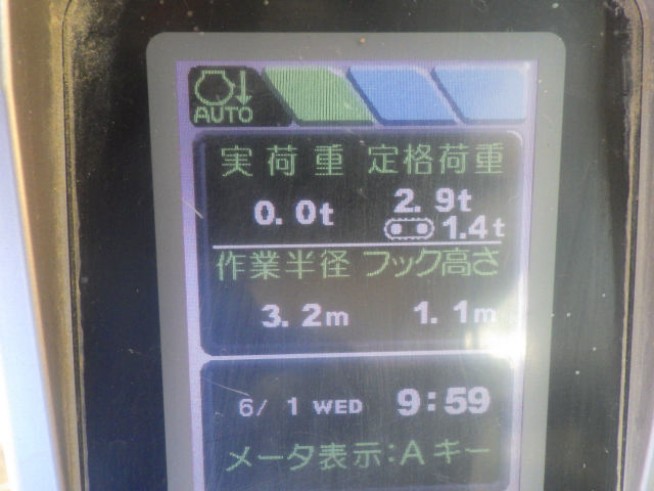 AUTO
実荷重 定格荷重
0.0t 2.9t
1.4t
作業半径 フック高さ
3.2m 1.1m
6/ 1 WED 9:59
メータ表示:Aキー